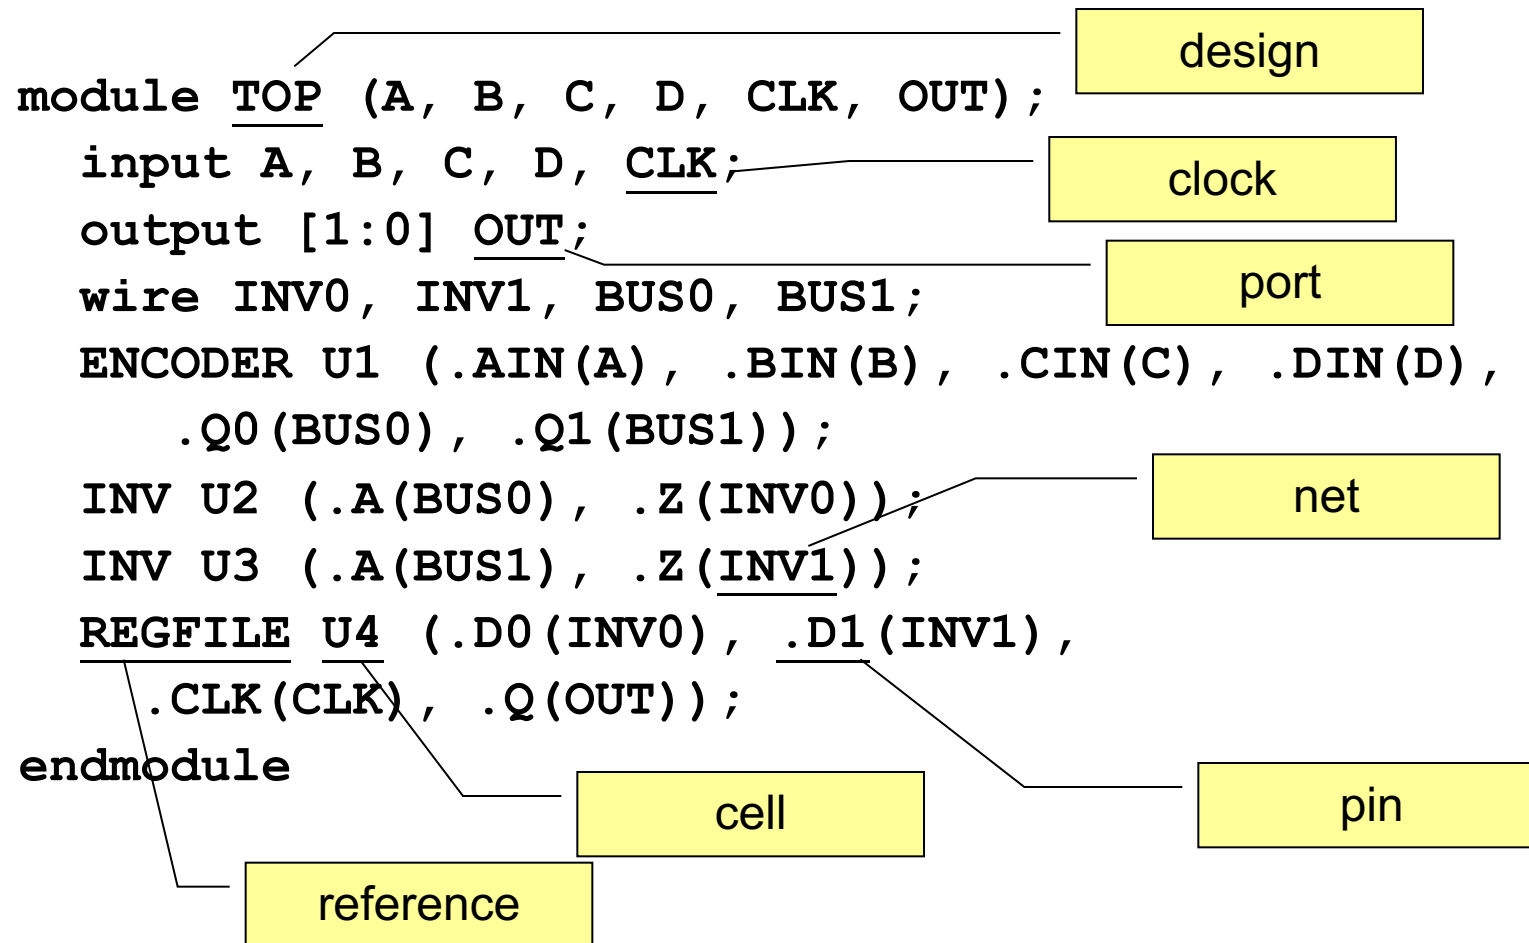 design
module TOP (A, B, C, D, CLK, OUT);
input A, B, C, D, CLK;
clock
output [1:0] OUT;
port
wire INV0, INV1, BUS0, BUS1;
ENCODER U1 (.AIN(A), .BIN(B), .CIN(C), .DIN(D),
.Q0(BUS0), .Q1(BUS1));
INV U2 (.A(BUS0), .Z(INV0));
net
INV U3 (.A(BUS1), .Z(INV1));
REGFILE U4 (.D0(INV0), .D1(INV1),
.CLK(CLK), .Q(OUT));
endmodule
cell
pin
reference